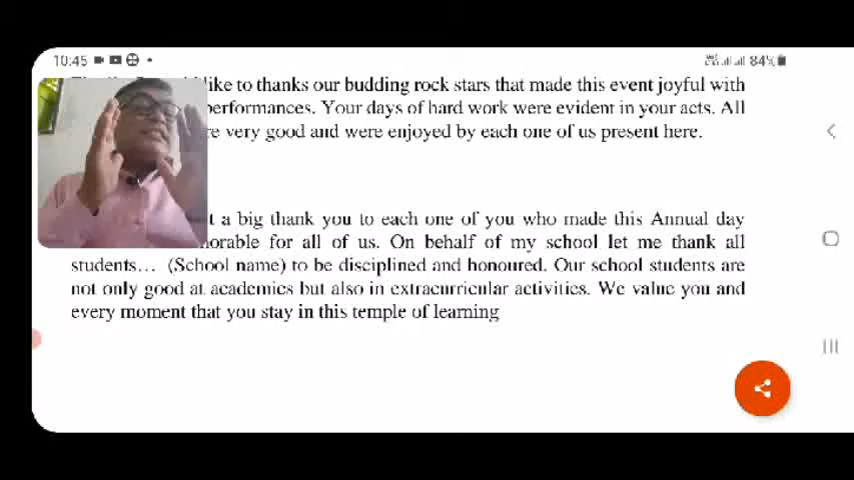 10:45
84%
like to thanks our budding rock stars that made this event joyful with
performances. Your days of hard work were evident in your acts. All
very good and were enjoyed by each one of us present here.
a big thank you to each one of you who made this Annual day
for all of us. On behalf of my school let me thank all
students... (School name) to be disciplined and honoured. Our school students are
not only good at academics but also in extracurricular activities. We value you and
every moment that you stay in this temple of learning